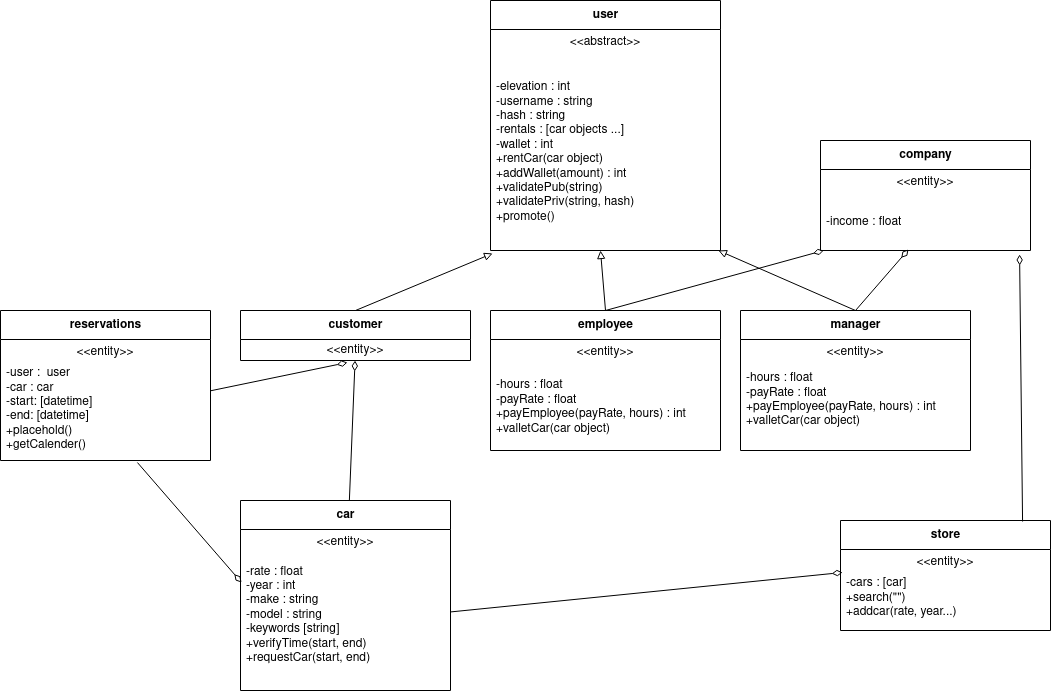 user
<<abstract>>
-elevation : int
-username : string
-hash : string
-rentals : [car objects ...]
-wallet : int
+rentCar(car object)
+addWallet(amount) : int
+validatePub(string)
+validatePriv(string, hash)
+promote()
company
<<entity>>
-income : float
reservations
<<entity>>
-user :  user
-car : car
-start: [datetime]
-end: [datetime]
+placehold()
+getCalender()
customer
<<entity>>
employee
<<entity>>
-hours : float
-payRate : float
+payEmployee(payRate, hours) : int
+valletCar(car object)
manager
<<entity>>
-hours : float
-payRate : float
+payEmployee(payRate, hours) : int
+valletCar(car object)
car
<<entity>>
-rate : float
-year : int
-make : string
-model : string
-keywords [string]
+verifyTime(start, end)
+requestCar(start, end)
store
<<entity>>
-cars : [car]
+search("")
+addcar(rate, year...)